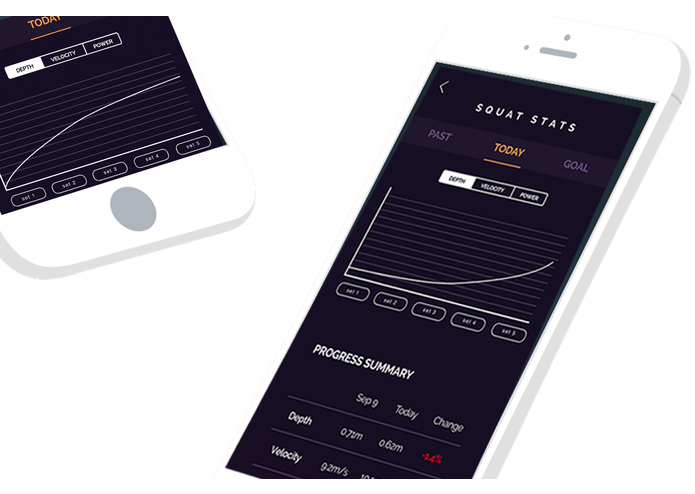 TODAY
DEPTH VELOCITY POWER
set 1 set 2 set 3 set 4 set 5
SQUAT STATS
PAST TODAY GOAL
DEPTH VELOCITY POWER
set 1 set 2 set 3 set 4 set 5
PROGRESS SUMMARY
Sep 9 Today Change
Depth 0.71m 0.62m -1.4%
Velocity 9.2m/s